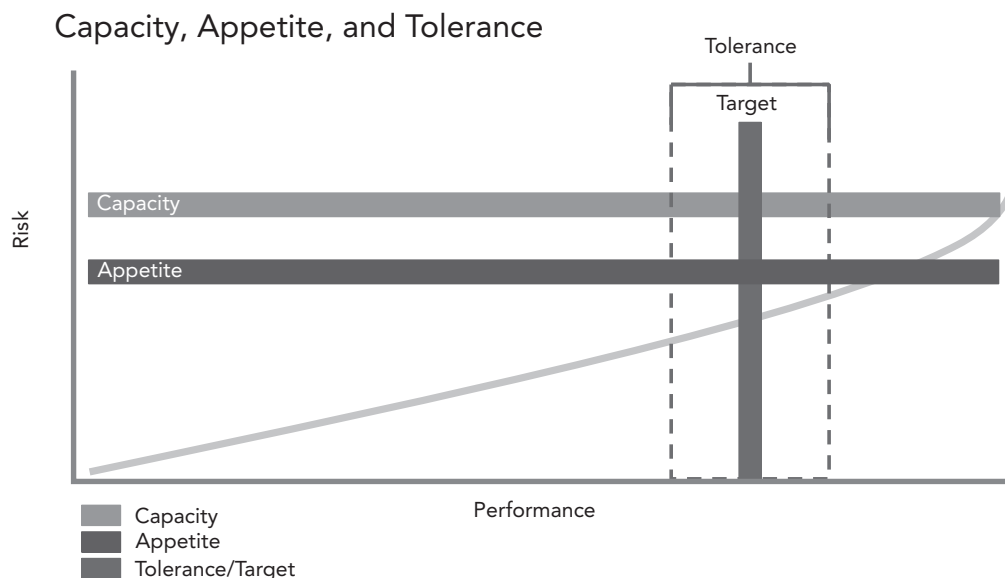 Capacity, Appetite, and Tolerance
Tolerance
Target
Capacity
Risk
Appetite
Performance
Capacity
Appetite
Tolerance/Target